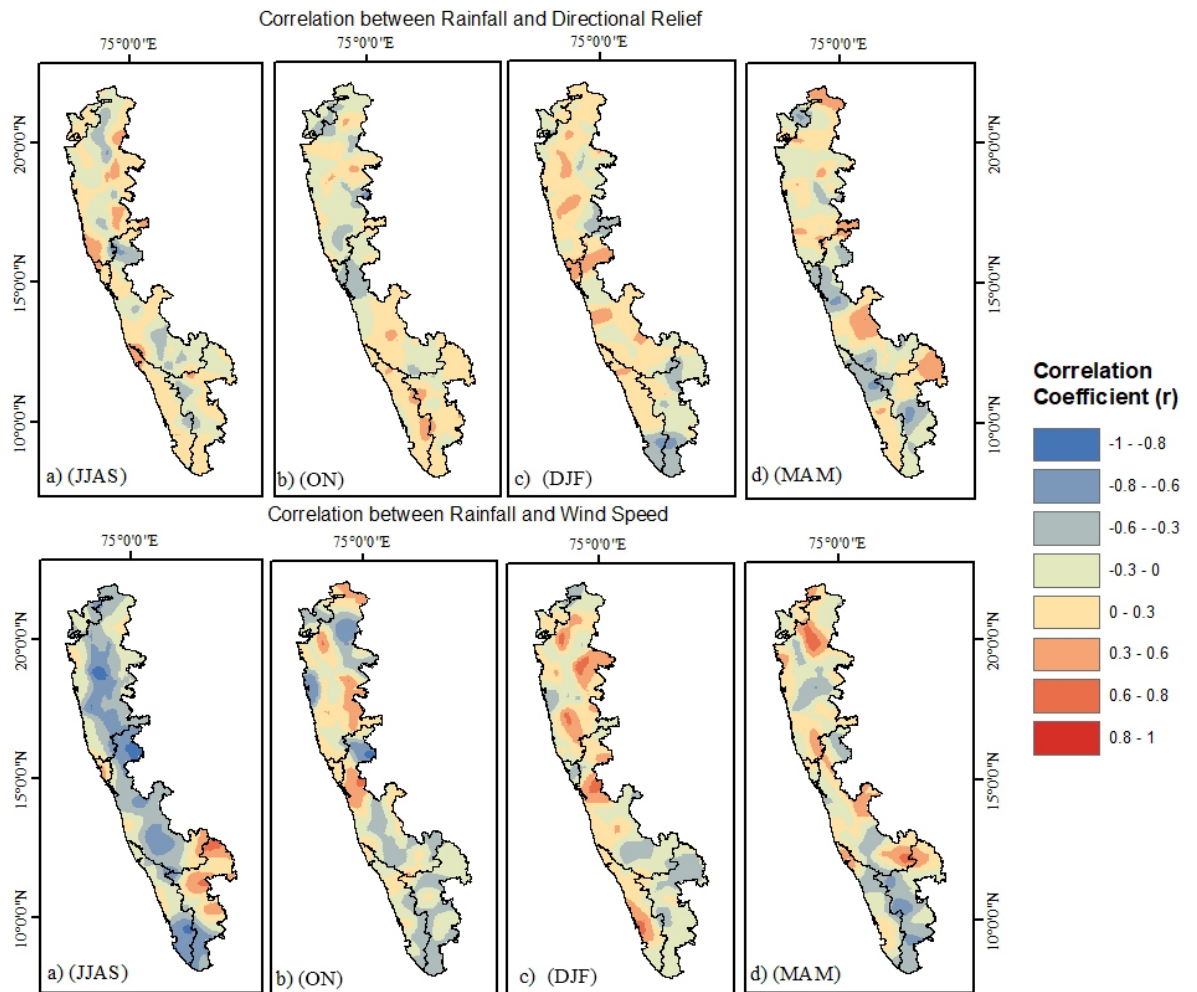 Correlation between Rainfall and Directional Relief
75°0'0"E 75°0'0"E 75°0'0"E 75°0'0"E
20°0'0"N 20°0'0"N
15°0'0"N 15°0'0"N
10°0'0"N 10°0'0"N
a) (JJAS) b) (ON) c) (DJF) d) (MAM)
Correlation between Rainfall and Wind Speed
75°0'0"E 75°0'0"E 75°0'0"E 75°0'0"E
20°0'0"N 20°0'0"N
15°0'0"N 15°0'0"N
10°0'0"N 10°0'0"N
a) (JJAS) b) (ON) c) (DJF) d) (MAM)
Correlation
Coefficient (r)
-1 - -0.8
-0.8 - -0.6
-0.6 - -0.3
-0.3 - 0
0 - 0.3
0.3 - 0.6
0.6 - 0.8
0.8 - 1